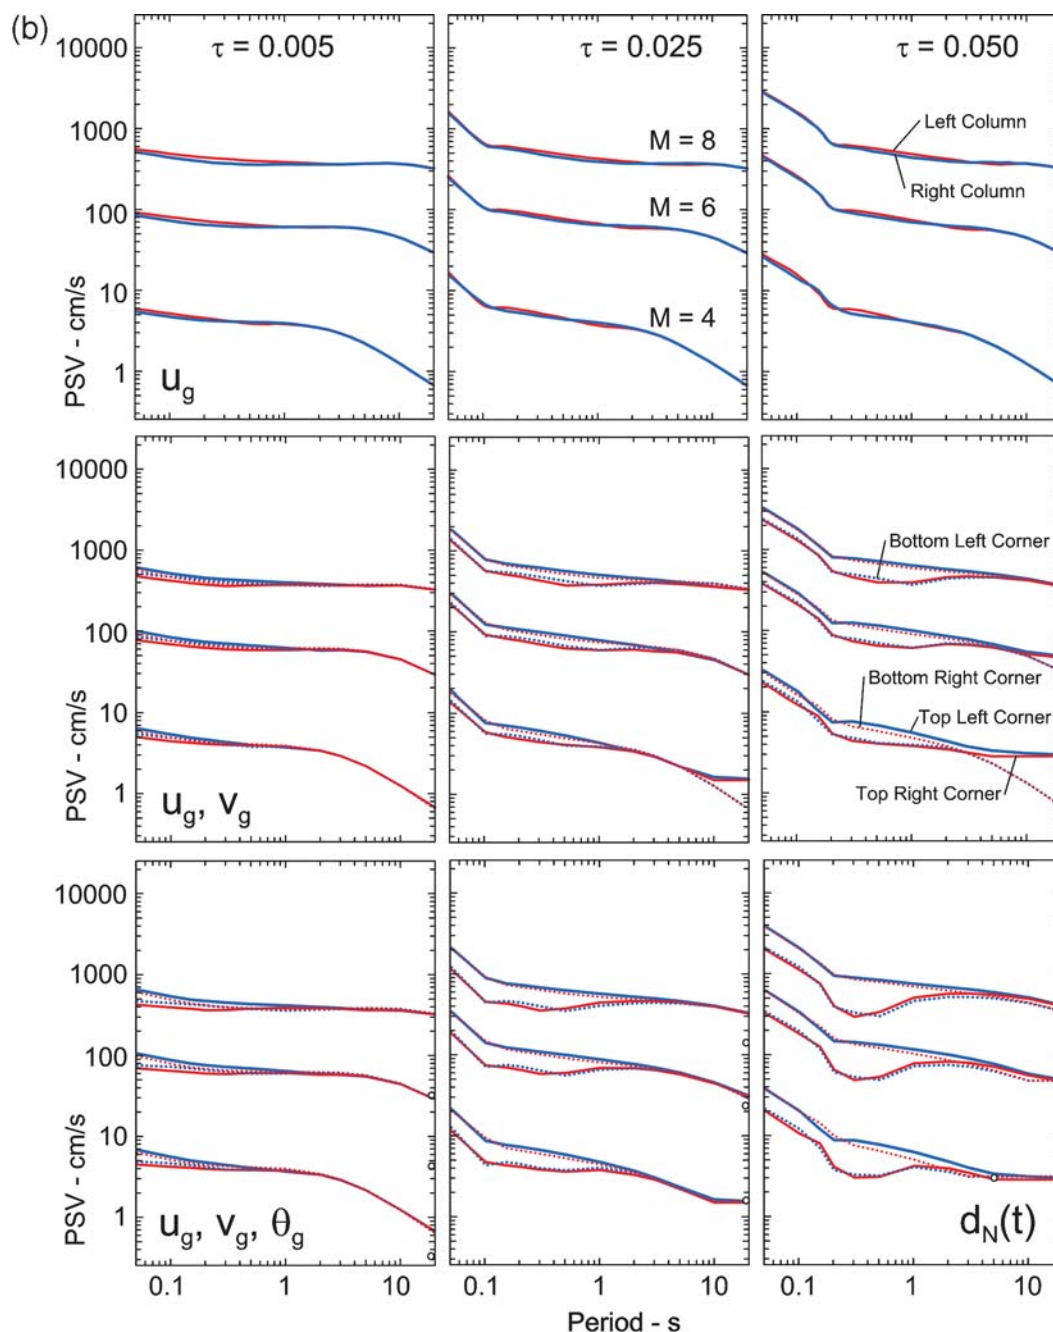 (b)
τ = 0.005
τ = 0.025
τ = 0.050
10000
1000
100
10
1
PSV - cm/s
M = 8
M = 6
M = 4
Left Column
Right Column
u_g
10000
1000
100
10
1
PSV - cm/s
Bottom Left Corner
Bottom Right Corner
Top Left Corner
Top Right Corner
u_g, v_g
10000
1000
100
10
1
PSV - cm/s
u_g, v_g, θ_g
d_N(t)
0.1 1 10
0.1 1 10
0.1 1 10
Period - s